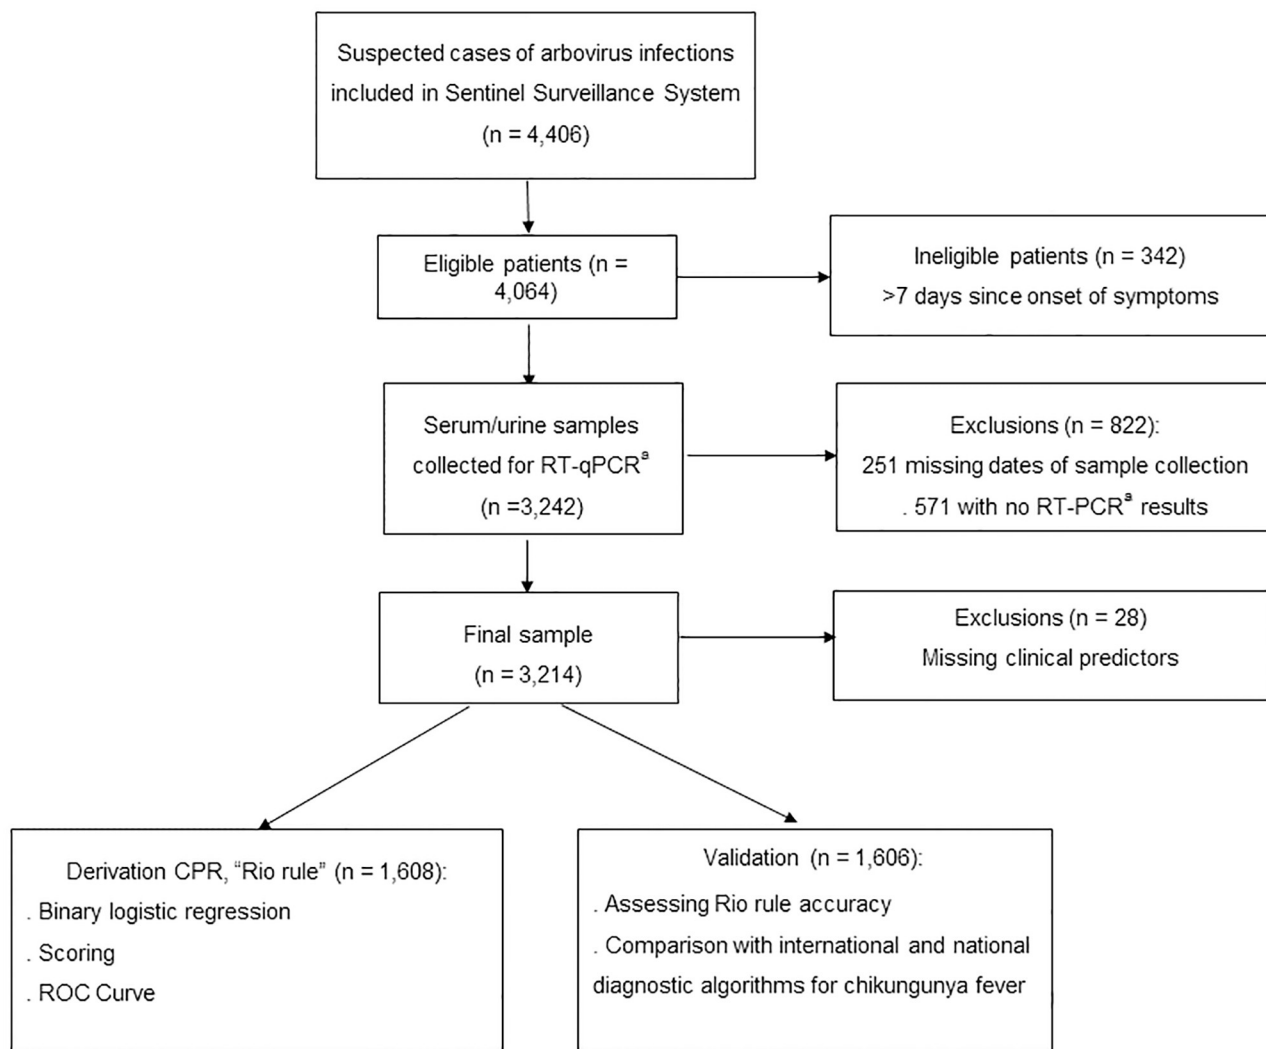 Suspected cases of arbovirus infections
included in Sentinel Surveillance System
(n = 4,406)
Eligible patients (n =
4,064)
Ineligible patients (n = 342)
>7 days since onset of symptoms
Serum/urine samples
collected for RT-qPCRª
(n =3,242)
Exclusions (n = 822):
251 missing dates of sample collection
. 571 with no RT-PCRª results
Final sample
(n = 3,214)
Exclusions (n = 28)
Missing clinical predictors
Derivation CPR, “Rio rule” (n = 1,608):
. Binary logistic regression
. Scoring
. ROC Curve
Validation (n = 1,606):
. Assessing Rio rule accuracy
. Comparison with international and national
diagnostic algorithms for chikungunya fever